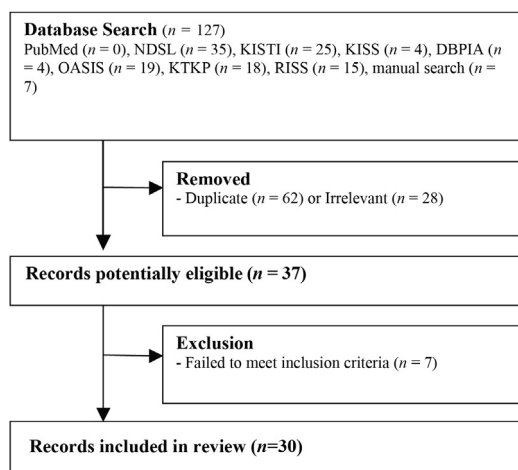 Database Search (n = 127)
PubMed (n = 0), NDSL (n = 35), KISTI (n = 25), KISS (n = 4), DBPIA (n
= 4), OASIS (n = 19), KTKP (n = 18), RISS (n = 15), manual search (n =
7)
Removed
- Duplicate (n = 62) or Irrelevant (n = 28)
Records potentially eligible (n = 37)
Exclusion
- Failed to meet inclusion criteria (n = 7)
Records included in review (n=30)